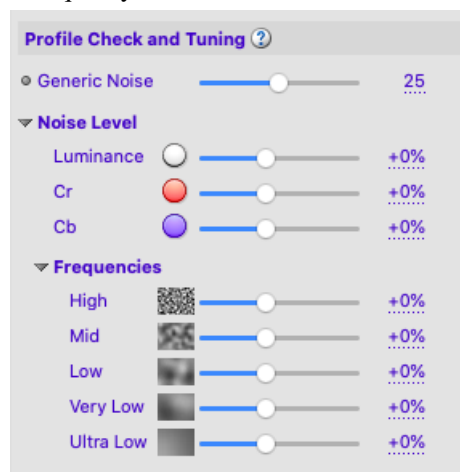 Profile Check and Tuning ?
Generic Noise 25
Noise Level
Luminance +0%
Cr +0%
Cb +0%
Frequencies
High +0%
Mid +0%
Low +0%
Very Low +0%
Ultra Low +0%